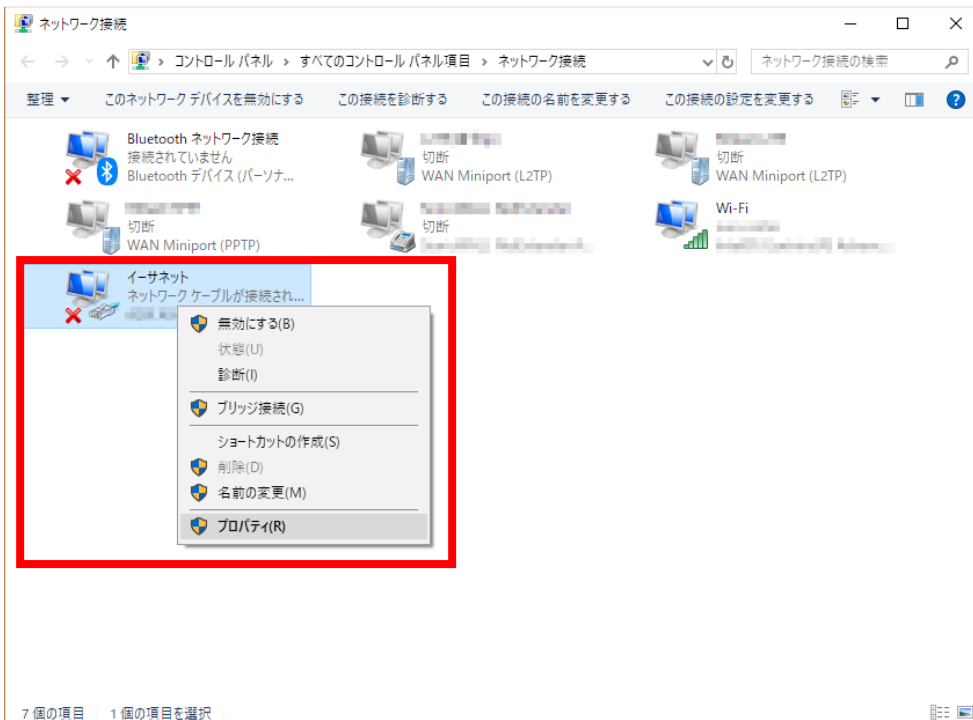 ネットワーク接続
コントロール パネル › すべてのコントロール パネル項目 › ネットワーク接続
ネットワーク接続の検索
整理 このネットワーク デバイスを無効にする この接続を診断する この接続の名前を変更する この接続の設定を変更する
Bluetooth ネットワーク接続
接続されていません
Bluetooth デバイス (パーソナ...
切断
WAN Miniport (L2TP)
切断
WAN Miniport (L2TP)
切断
WAN Miniport (PPTP)
切断
Wi-Fi
イーサネット
ネットワーク ケーブルが接続され...
無効にする(B)
状態(U)
診断(I)
ブリッジ接続(G)
ショートカットの作成(S)
削除(D)
名前の変更(M)
プロパティ(R)
7 個の項目 1 個の項目を選択